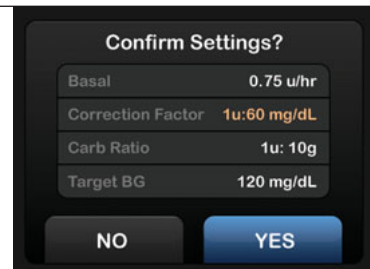 Confirm Settings?
Basal 0.75 u/hr
Correction Factor 1u:60 mg/dL
Carb Ratio 1u: 10g
Target BG 120 mg/dL
NO YES